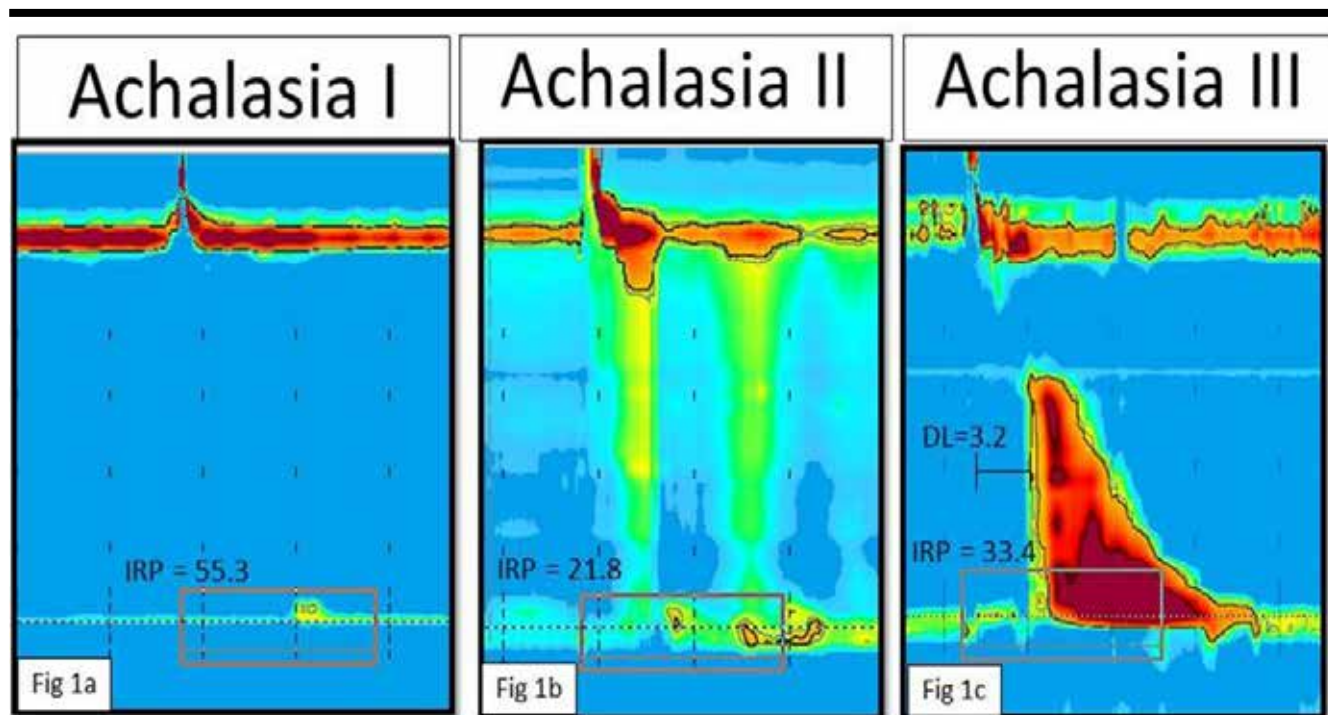 Achalasia I
Achalasia II
Achalasia III
IRP = 55.3
IRP = 21.8
DL=3.2
IRP = 33.4
Fig 1a
Fig 1b
Fig 1c